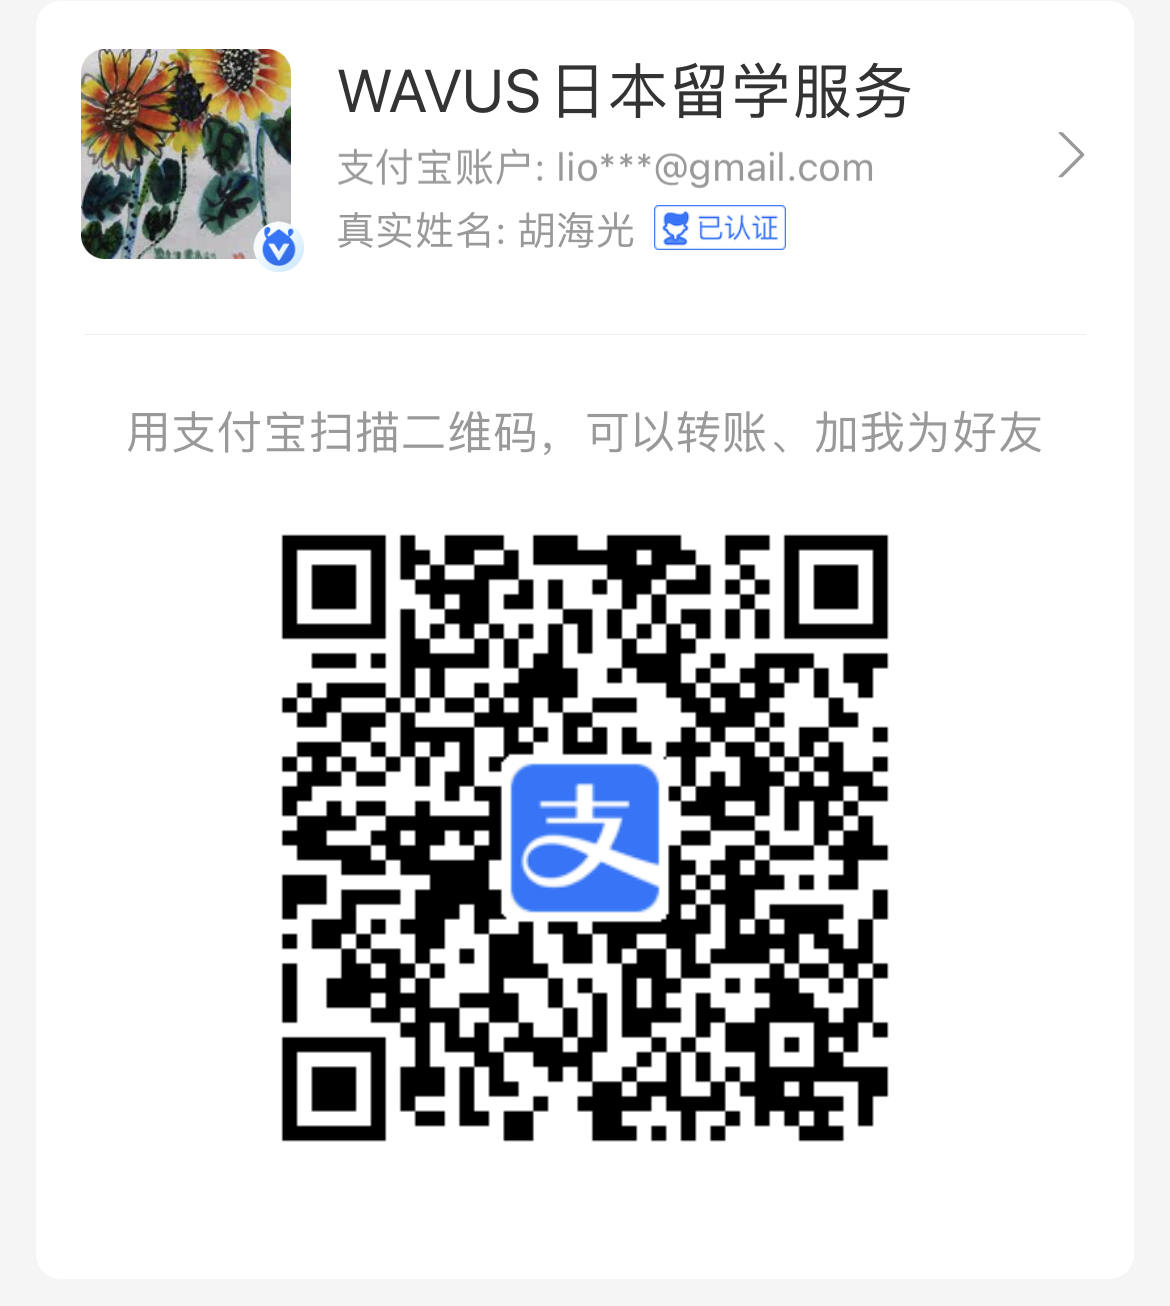 WAVUS日本留学服务
支付宝账户: lio***@gmail.com
真实姓名: 胡海光 已认证
用支付宝扫描二维码，可以转账、加我为好友
支